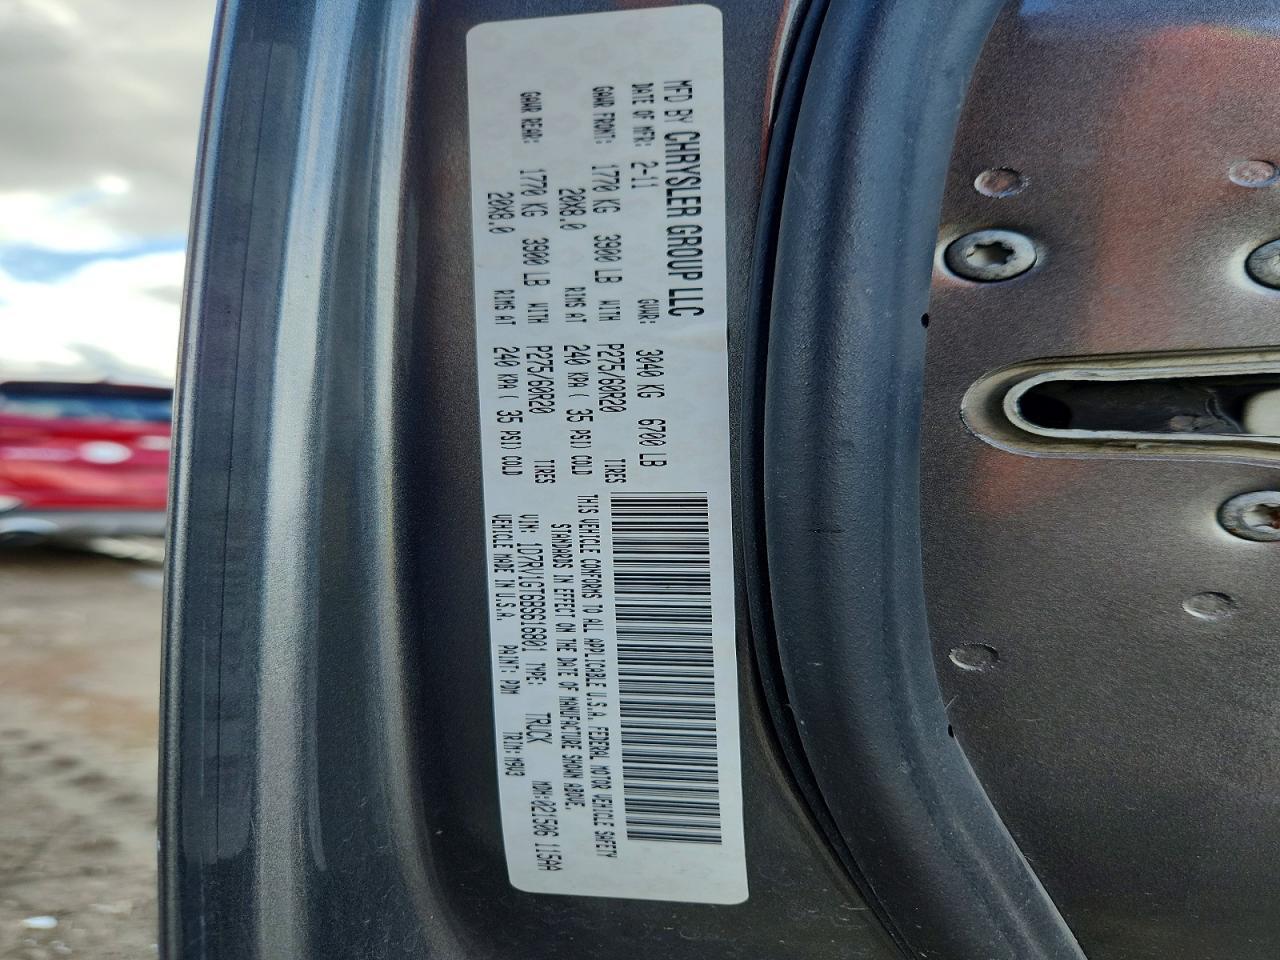 MFD BY CHRYSLER GROUP LLC
DATE OF MFR: 2-11 GVWR: 3040 KG 6700 LB
GAWR FRONT: 1770 KG 3900 LB WITH P275/60R20 TIRES
20X8.0 RIMS AT 240 KPA ( 35 PSI) COLD
GAWR REAR: 1770 KG 3900 LB WITH P275/60R20 TIRES
20X8.0 RIMS AT 240 KPA ( 35 PSI) COLD
THIS VEHICLE CONFORMS TO ALL APPLICABLE U.S.A. FEDERAL MOTOR VEHICLE SAFETY
STANDARDS IN EFFECT ON THE DATE OF MANUFACTURE SHOWN ABOVE.
VIN: 1D7RV1GT6BS616801 TYPE: TRUCK MDH:021506 115AA
VEHICLE MADE IN U.S.A. PAINT: PDM TRIM: M9U3